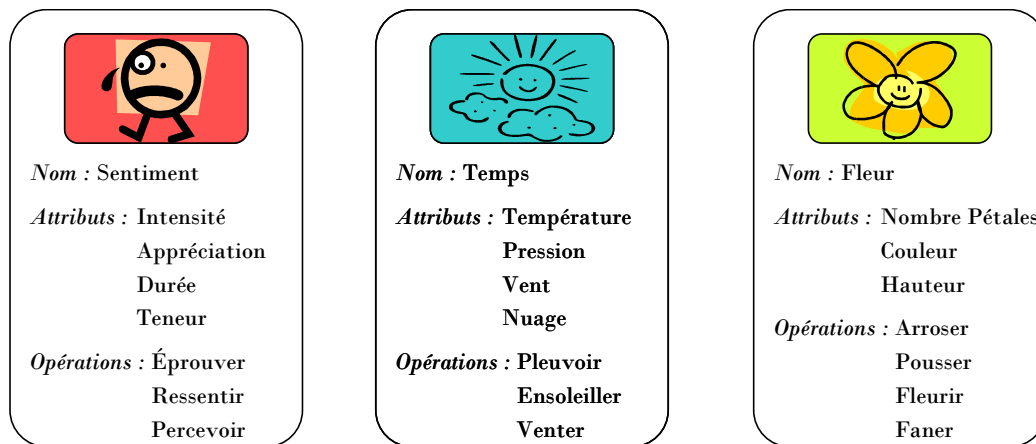 Nom : Sentiment
Attributs : Intensité
Appréciation
Durée
Teneur
Opérations : Éprouver
Ressentir
Percevoir
Nom : Temps
Attributs : Température
Pression
Vent
Nuage
Opérations : Pleuvoir
Ensoleiller
Venter
Nom : Fleur
Attributs : Nombre Pétales
Couleur
Hauteur
Opérations : Arroser
Pousser
Fleurir
Faner